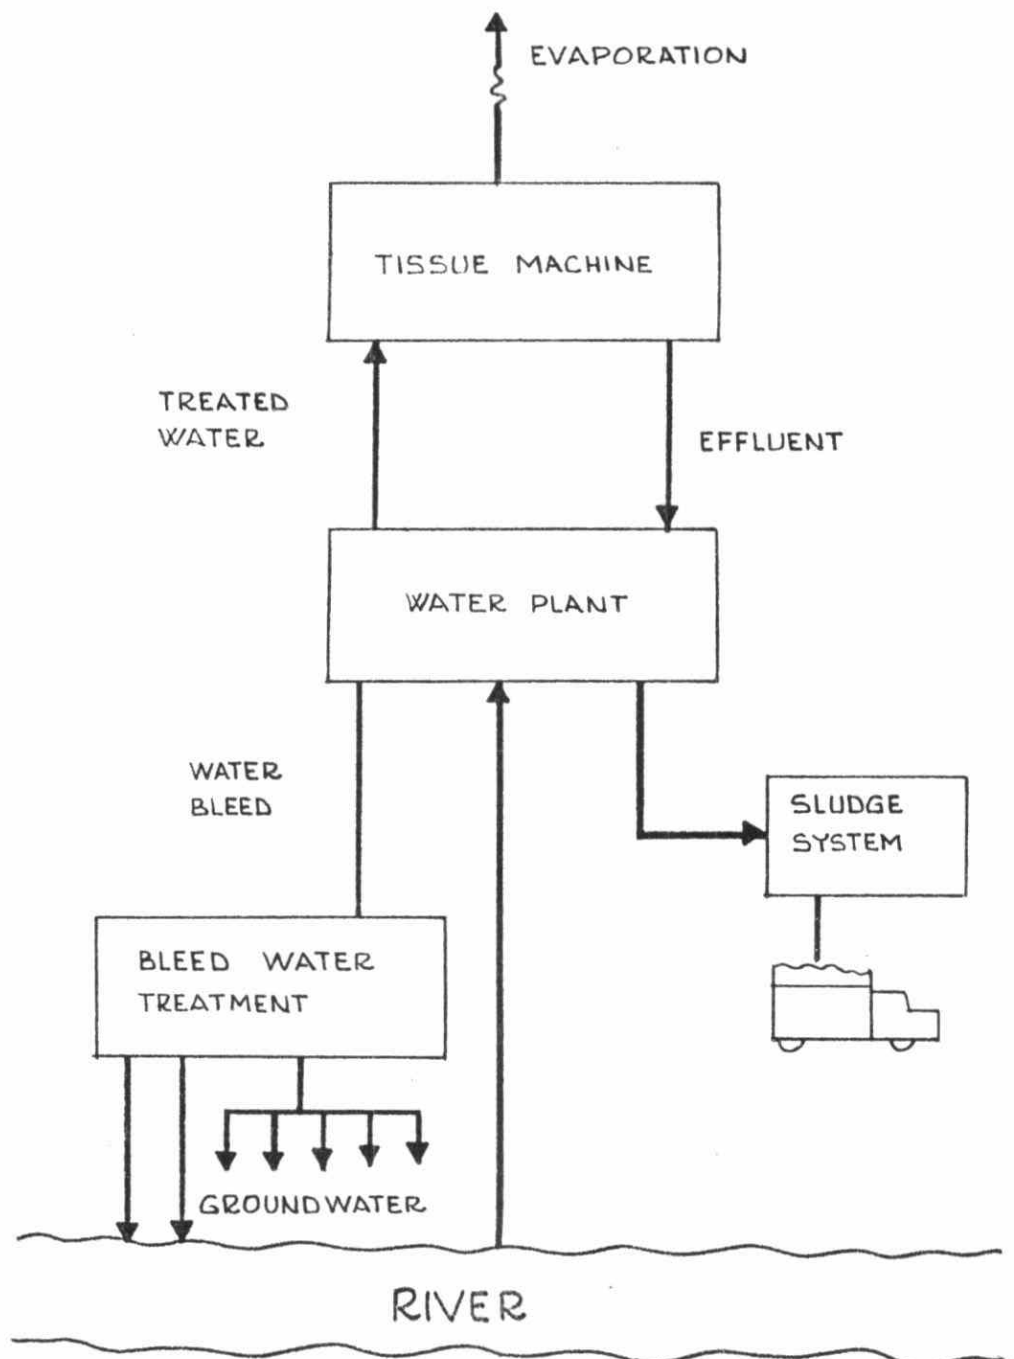 EVAPORATION
TISSUE MACHINE
TREATED
WATER
EFFLUENT
WATER PLANT
WATER
BLEED
SLUDGE
SYSTEM
BLEED WATER
TREATMENT
GROUNDWATER
RIVER